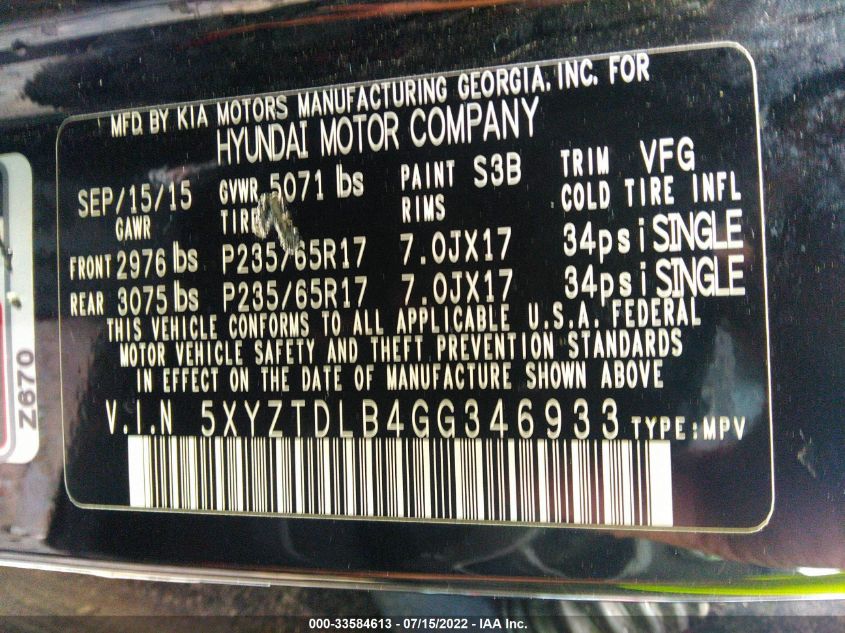 MFD. BY KIA MOTORS MANUFACTURING GEORGIA, INC. FOR
HYUNDAI MOTOR COMPANY
SEP/15/15 GVWR 5071 lbs PAINT S3B TRIM VFG
GAWR TIRE RIMS COLD TIRE INFL
FRONT 2976 lbs P235/65R17 7.0JX17 34psi SINGLE
REAR 3075 lbs P235/65R17 7.0JX17 34psi SINGLE
THIS VEHICLE CONFORMS TO ALL APPLICABLE U.S.A. FEDERAL
MOTOR VEHICLE SAFETY AND THEFT PREVENTION STANDARDS
IN EFFECT ON THE DATE OF MANUFACTURE SHOWN ABOVE
V.I.N 5XYZTDLB4GG346933 TYPE:MPV
Z670
000-33584613 - 07/15/2022 - IAA Inc.